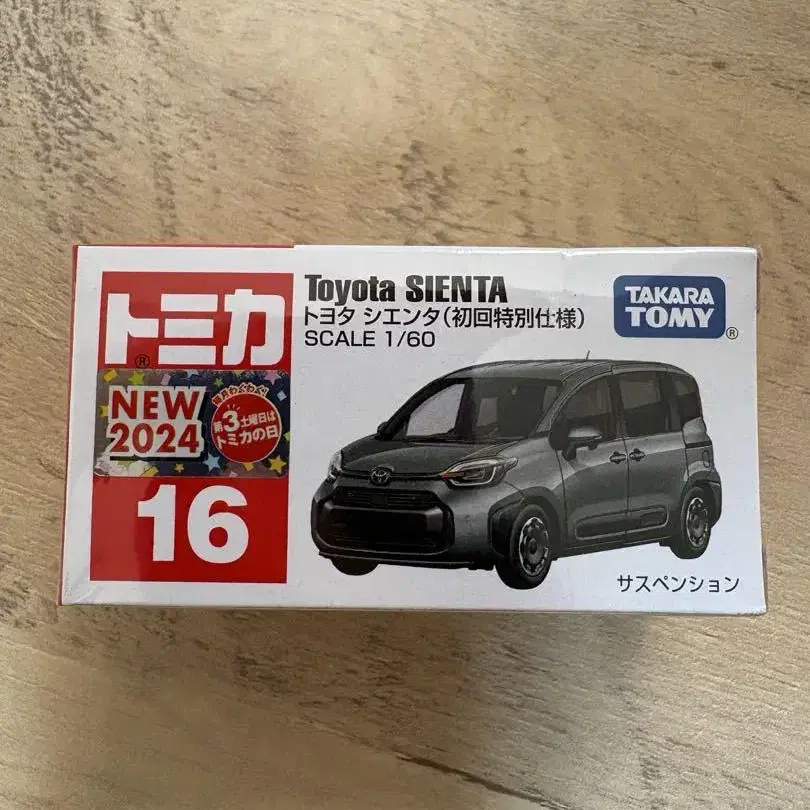 トミカ
®
NEW
2024
毎月わくわく!
第3土曜日は
トミカの日
16
Toyota SIENTA
トヨタ シエンタ(初回特別仕様)
SCALE 1/60
TAKARA
TOMY
®
サスペンション